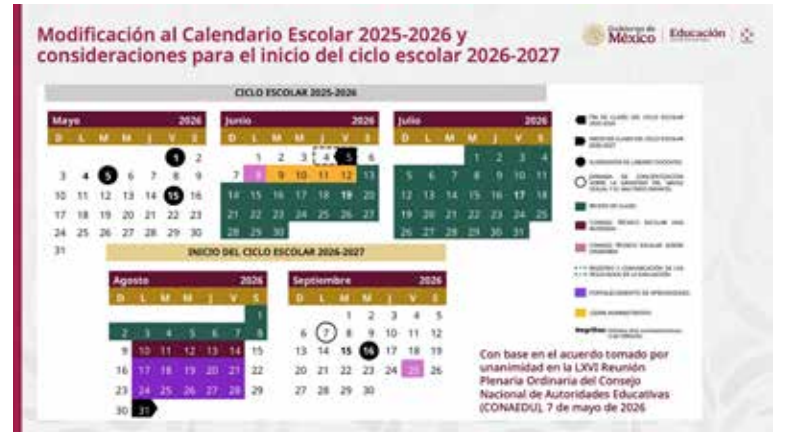 Modificación al Calendario Escolar 2025-2026 y
consideraciones para el inicio del ciclo escolar 2026-2027
Gobierno de
México
Educación
CICLO ESCOLAR 2025-2026
Mayo 2026
D L M M J V S
1 2
3 4 5 6 7 8 9
10 11 12 13 14 15 16
17 18 19 20 21 22 23
24 25 26 27 28 29 30
31
Junio 2026
D L M M J V S
1 2 3 4 5 6
7 8 9 10 11 12 13
14 15 16 17 18 19 20
21 22 23 24 25 26 27
28 29 30
Julio 2026
D L M M J V S
1 2 3 4
5 6 7 8 9 10 11
12 13 14 15 16 17 18
19 20 21 22 23 24 25
26 27 28 29 30 31
INICIO DEL CICLO ESCOLAR 2026-2027
Agosto 2026
D L M M J V S
1
2 3 4 5 6 7 8
9 10 11 12 13 14 15
16 17 18 19 20 21 22
23 24 25 26 27 28 29
30 31
Septiembre 2026
D L M M J V S
1 2 3 4 5
6 7 8 9 10 11 12
13 14 15 16 17 18 19
20 21 22 23 24 25 26
27 28 29 30
FORTALECIMIENTO DE APRENDIZAJES
Con base en el acuerdo tomado por
unanimidad en la LXVI Reunión
Plenaria Ordinaria del Consejo
Nacional de Autoridades Educativas
(CONAEDU), 7 de mayo de 2026